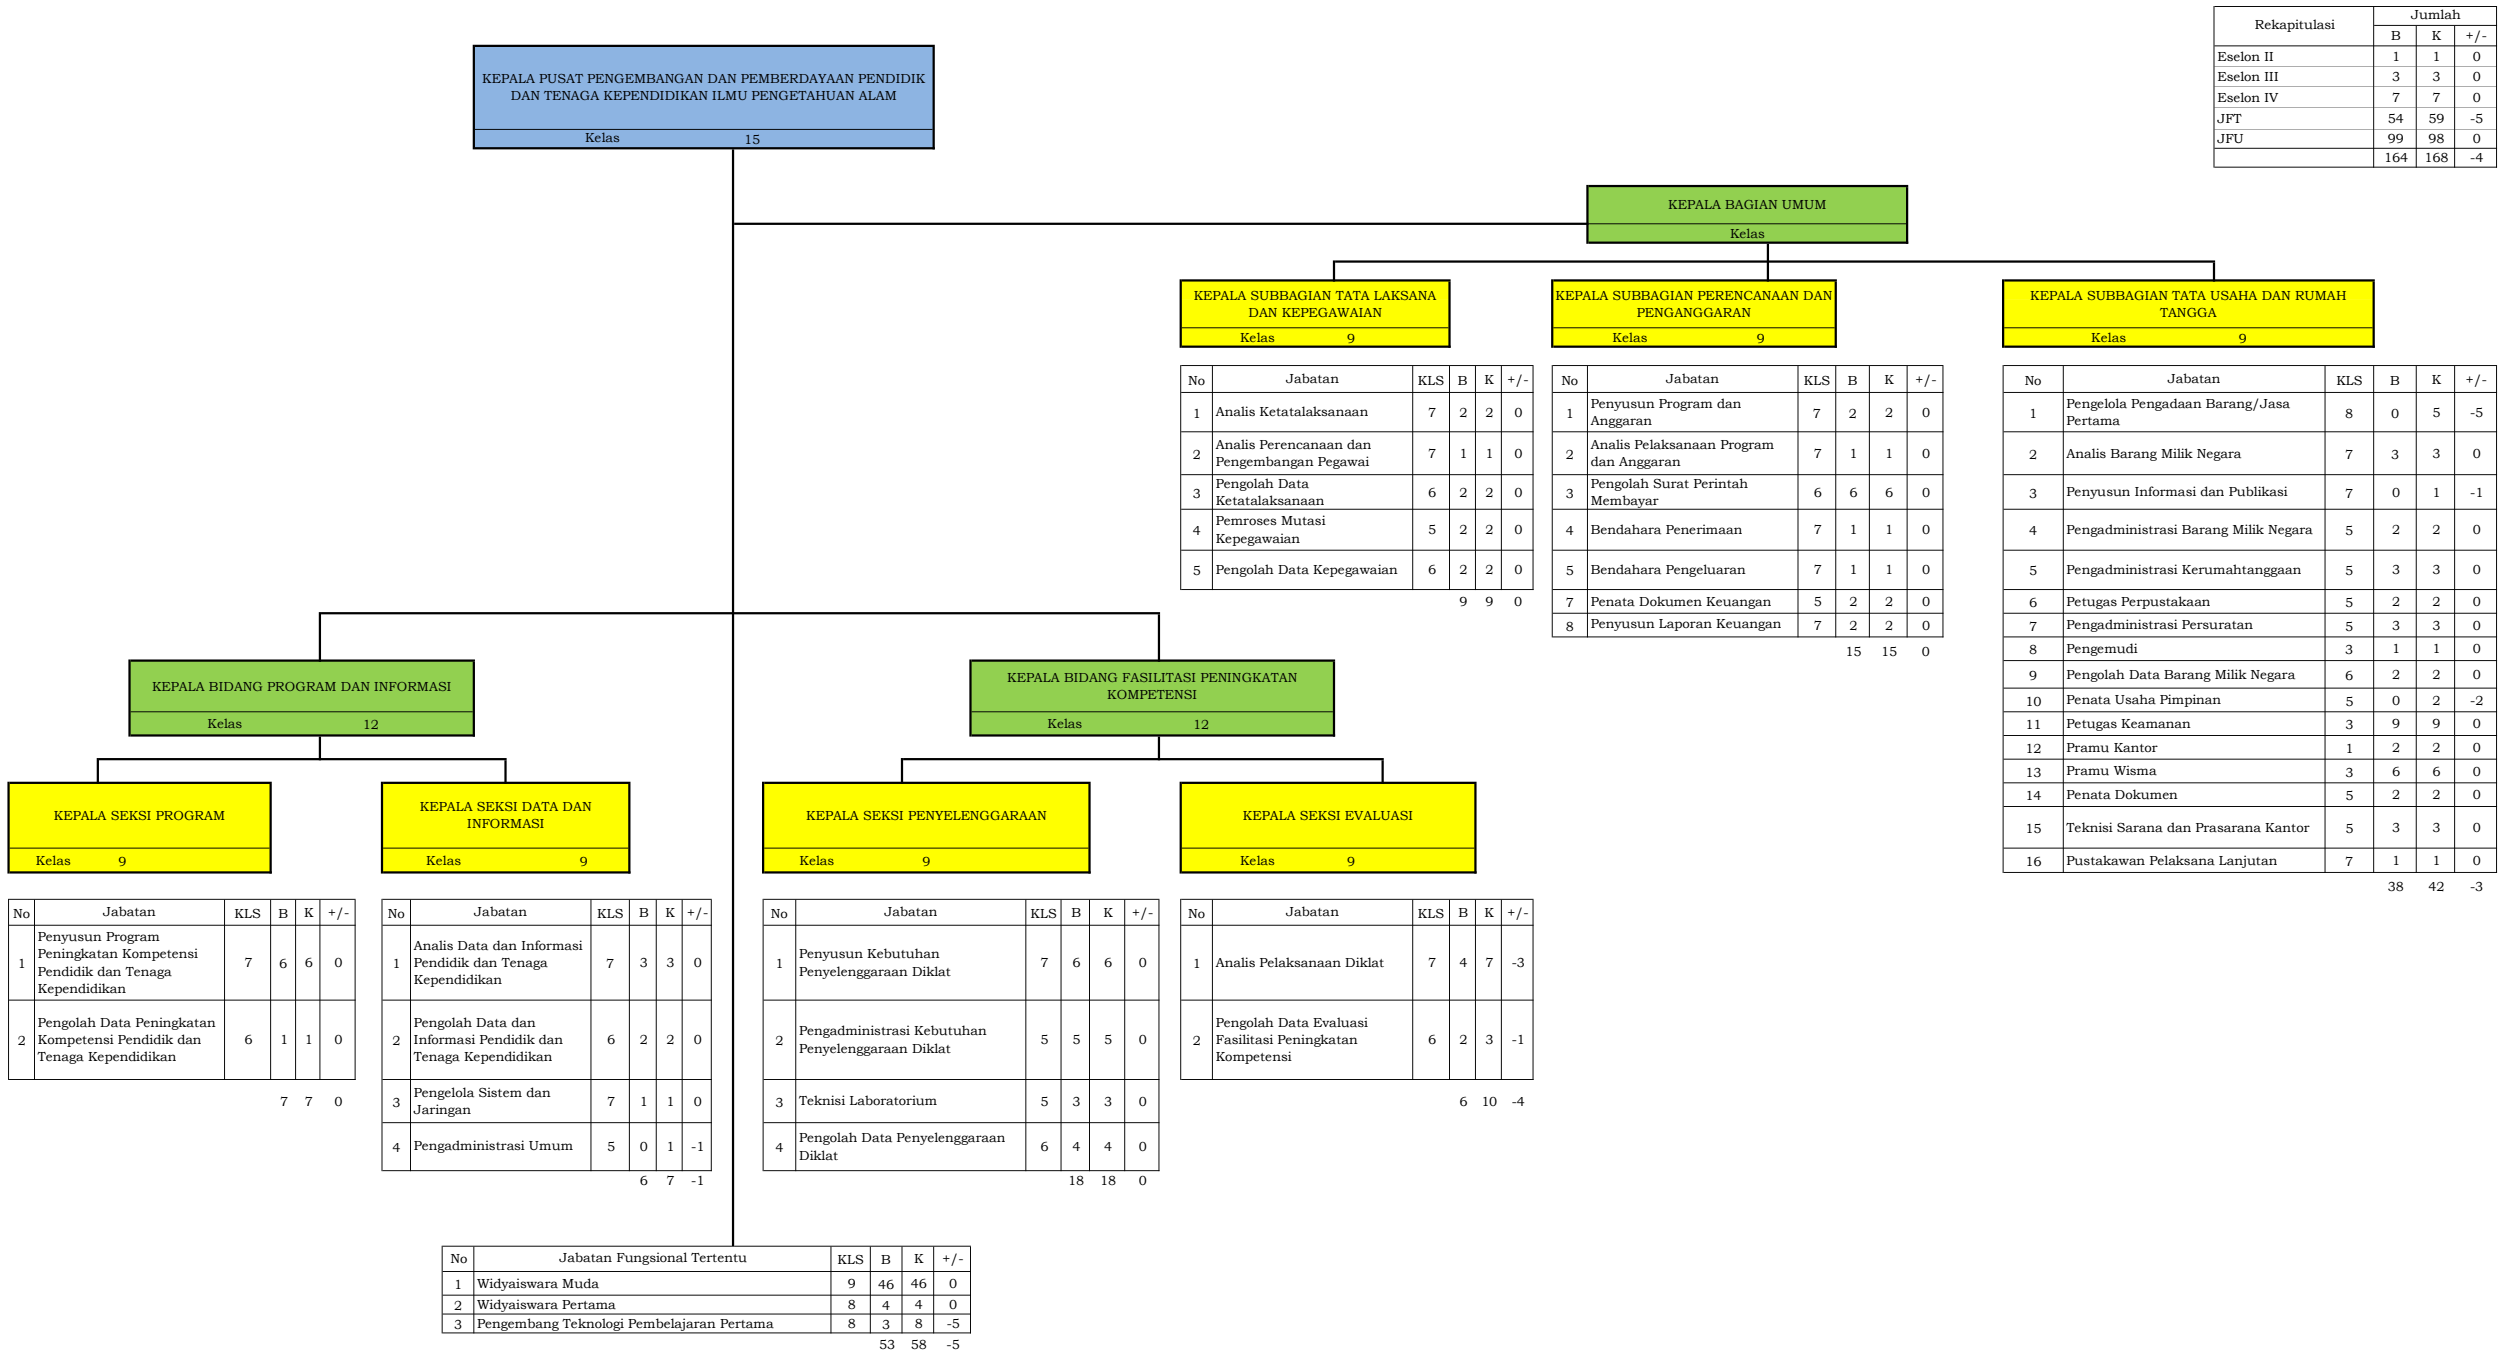 Rekapitulasi Jumlah
B K +/-
Eselon II 1 1 0
Eselon III 3 3 0
Eselon IV 7 7 0
JFT 54 59 -5
JFU 99 98 0
164 168 -4
KEPALA PUSAT PENGEMBANGAN DAN PEMBERDAYAAN PENDIDIK
DAN TENAGA KEPENDIDIKAN ILMU PENGETAHUAN ALAM
Kelas 15
KEPALA BAGIAN UMUM
Kelas
KEPALA SUBBAGIAN TATA LAKSANA
DAN KEPEGAWAIAN
Kelas 9
No Jabatan KLS B K +/-
1 Analis Ketatalaksanaan 7 2 2 0
2 Analis Perencanaan dan
Pengembangan Pegawai 7 1 1 0
3 Pengolah Data
Ketatalaksanaan 6 2 2 0
4 Pemroses Mutasi
Kepegawaian 5 2 2 0
5 Pengolah Data Kepegawaian 6 2 2 0
9 9 0
KEPALA SUBBAGIAN PERENCANAAN DAN
PENGANGGARAN
Kelas 9
No Jabatan KLS B K +/-
1 Penyusun Program dan
Anggaran 7 2 2 0
2 Analis Pelaksanaan Program
dan Anggaran 7 1 1 0
3 Pengolah Surat Perintah
Membayar 6 6 6 0
4 Bendahara Penerimaan 7 1 1 0
5 Bendahara Pengeluaran 7 1 1 0
7 Penata Dokumen Keuangan 5 2 2 0
8 Penyusun Laporan Keuangan 7 2 2 0
15 15 0
KEPALA SUBBAGIAN TATA USAHA DAN RUMAH
TANGGA
Kelas 9
No Jabatan KLS B K +/-
1 Pengelola Pengadaan Barang/Jasa
Pertama 8 0 5 -5
2 Analis Barang Milik Negara 7 3 3 0
3 Penyusun Informasi dan Publikasi 7 0 1 -1
4 Pengadministrasi Barang Milik Negara 5 2 2 0
5 Pengadministrasi Kerumahtanggaan 5 3 3 0
6 Petugas Perpustakaan 5 2 2 0
7 Pengadministrasi Persuratan 5 3 3 0
8 Pengemudi 3 1 1 0
9 Pengolah Data Barang Milik Negara 6 2 2 0
10 Penata Usaha Pimpinan 5 0 2 -2
11 Petugas Keamanan 3 9 9 0
12 Pramu Kantor 1 2 2 0
13 Pramu Wisma 3 6 6 0
14 Penata Dokumen 5 2 2 0
15 Teknisi Sarana dan Prasarana Kantor 5 3 3 0
16 Pustakawan Pelaksana Lanjutan 7 1 1 0
38 42 -3
KEPALA BIDANG PROGRAM DAN INFORMASI
Kelas 12
KEPALA BIDANG FASILITASI PENINGKATAN
KOMPETENSI
Kelas 12
KEPALA SEKSI PROGRAM
Kelas 9
No Jabatan KLS B K +/-
1 Penyusun Program
Peningkatan Kompetensi
Pendidik dan Tenaga
Kependidikan 7 6 6 0
2 Pengolah Data Peningkatan
Kompetensi Pendidik dan
Tenaga Kependidikan 6 1 1 0
7 7 0
KEPALA SEKSI DATA DAN
INFORMASI
Kelas 9
No Jabatan KLS B K +/-
1 Analis Data dan Informasi
Pendidik dan Tenaga
Kependidikan 7 3 3 0
2 Pengolah Data dan
Informasi Pendidik dan
Tenaga Kependidikan 6 2 2 0
3 Pengelola Sistem dan
Jaringan 7 1 1 0
4 Pengadministrasi Umum 5 0 1 -1
6 7 -1
KEPALA SEKSI PENYELENGGARAAN
Kelas 9
No Jabatan KLS B K +/-
1 Penyusun Kebutuhan
Penyelenggaraan Diklat 7 6 6 0
2 Pengadministrasi Kebutuhan
Penyelenggaraan Diklat 5 5 5 0
3 Teknisi Laboratorium 5 3 3 0
4 Pengolah Data Penyelenggaraan
Diklat 6 4 4 0
18 18 0
KEPALA SEKSI EVALUASI
Kelas 9
No Jabatan KLS B K +/-
1 Analis Pelaksanaan Diklat 7 4 7 -3
2 Pengolah Data Evaluasi
Fasilitasi Peningkatan
Kompetensi 6 2 3 -1
6 10 -4
No Jabatan Fungsional Tertentu KLS B K +/-
1 Widyaiswara Muda 9 46 46 0
2 Widyaiswara Pertama 8 4 4 0
3 Pengembang Teknologi Pembelajaran Pertama 8 3 8 -5
53 58 -5